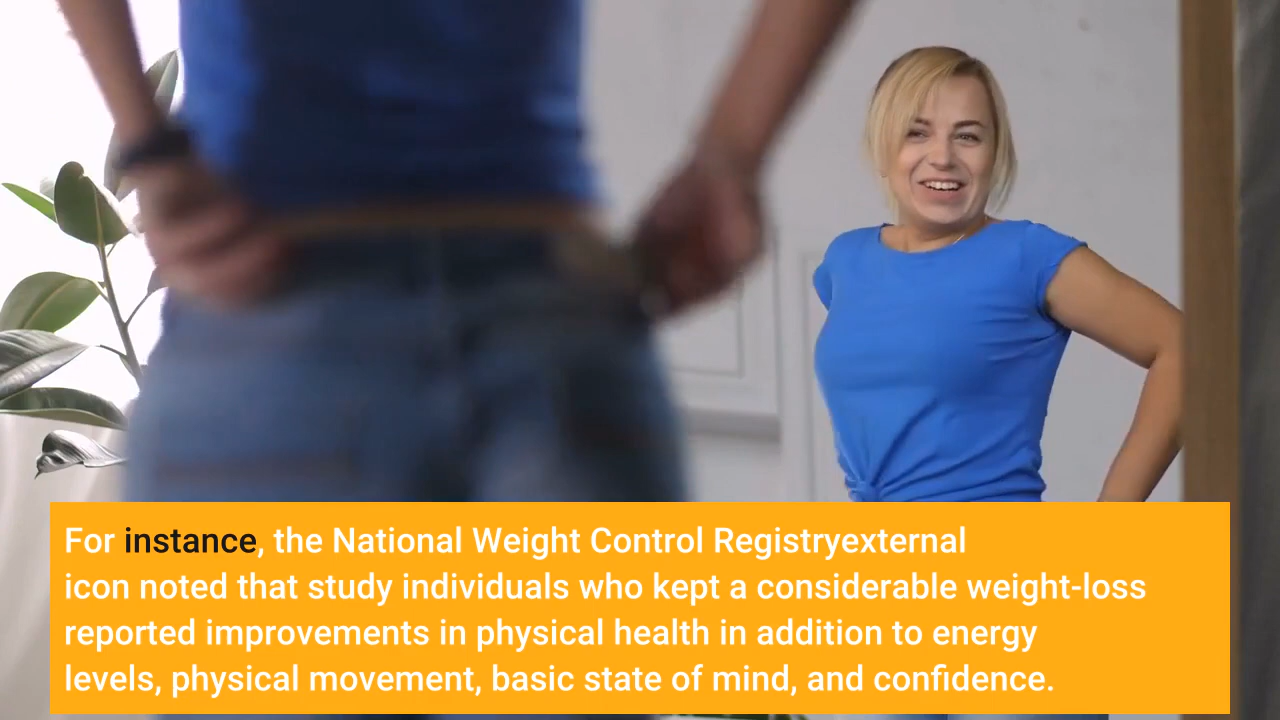 For instance, the National Weight Control Registryexternal
icon noted that study individuals who kept a considerable weight-loss
reported improvements in physical health in addition to energy
levels, physical movement, basic state of mind, and confidence.